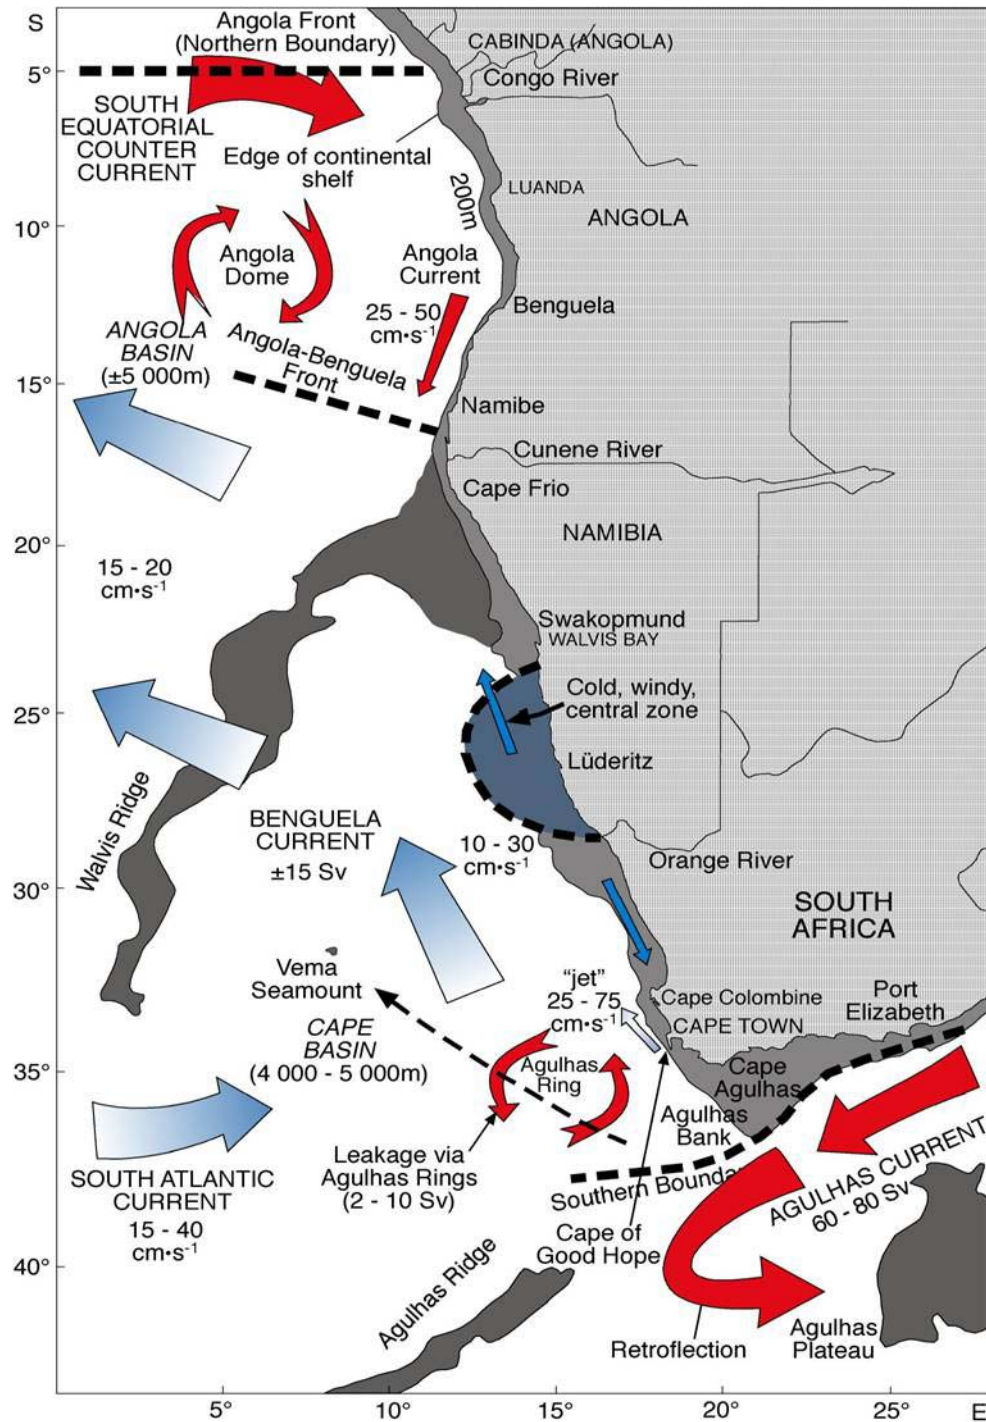 S
Angola Front
(Northern Boundary)
CABINDA (ANGOLA)
5°
Congo River
SOUTH
EQUATORIAL
COUNTER
CURRENT
Edge of continental
shelf
200m
LUANDA
10°
ANGOLA
Angola
Dome
Angola
Current
25 - 50
cm•s-1
Benguela
ANGOLA
BASIN
(±5 000m)
Angola-Benguela
Front
15°
Namibe
Cunene River
Cape Frio
NAMIBIA
20°
15 - 20
cm•s-1
Swakopmund
WALVIS BAY
Cold, windy,
central zone
25°
Lüderitz
Walvis Ridge
BENGUELA
CURRENT
±15 Sv
10 - 30
cm•s-1
Orange River
30°
SOUTH
AFRICA
Vema
Seamount
"jet"
25 - 75
cm•s-1
Cape Colombine
CAPE TOWN
Port
Elizabeth
CAPE
BASIN
(4 000 - 5 000m)
35°
Agulhas
Ring
Cape
Agulhas
Agulhas
Bank
Leakage via
Agulhas Rings
(2 - 10 Sv)
SOUTH ATLANTIC
CURRENT
15 - 40
cm•s-1
Southern Bounda
AGULHAS CURRENT
60 - 80 Sv
Cape of
Good Hope
40°
Agulhas Ridge
Retroflection
Agulhas
Plateau
5°
10°
15°
20°
25°
E